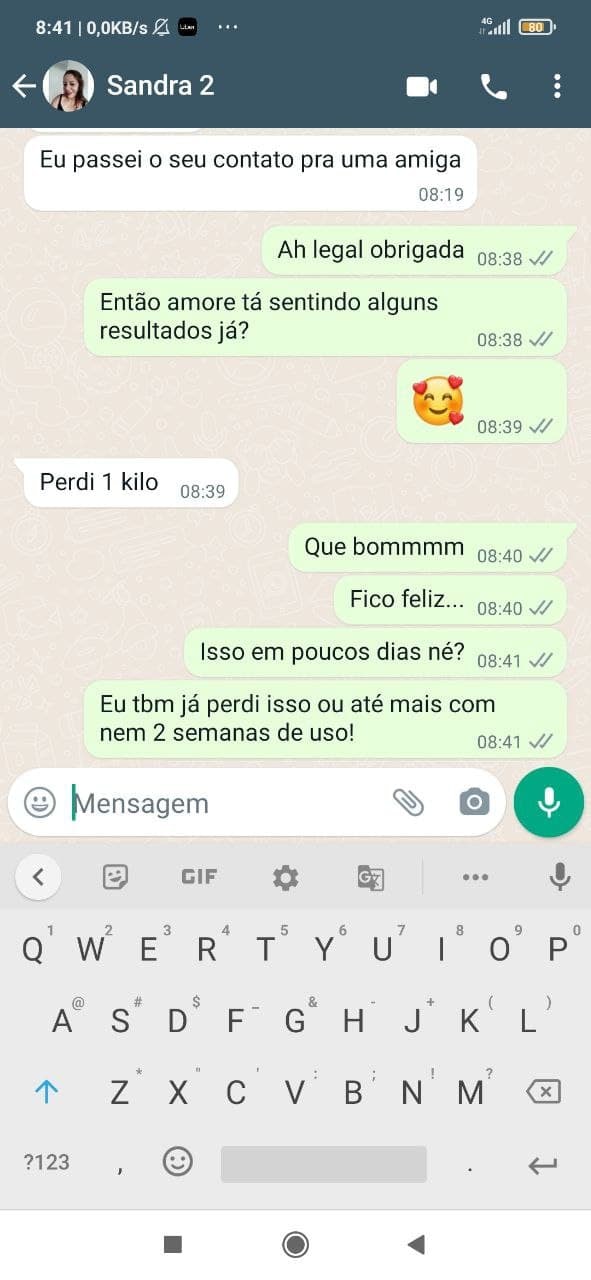 8:41 | 0,0KB/s
Uber
...
4G
80
Sandra 2
Eu passei o seu contato pra uma amiga
08:19
Ah legal obrigada 08:38
Então amore tá sentindo alguns
resultados já? 08:38
08:39
Perdi 1 kilo 08:39
Que bommmm 08:40
Fico feliz... 08:40
Isso em poucos dias né? 08:41
Eu tbm já perdi isso ou até mais com
nem 2 semanas de uso! 08:41
Mensagem
GIF
1 2 3 4 5 6 7 8 9 0
Q W E R T Y U I O P
@ # $ _ & - + ( )
A S D F G H J K L
* " ' : ; ! ?
Z X C V B N M
?123 , .